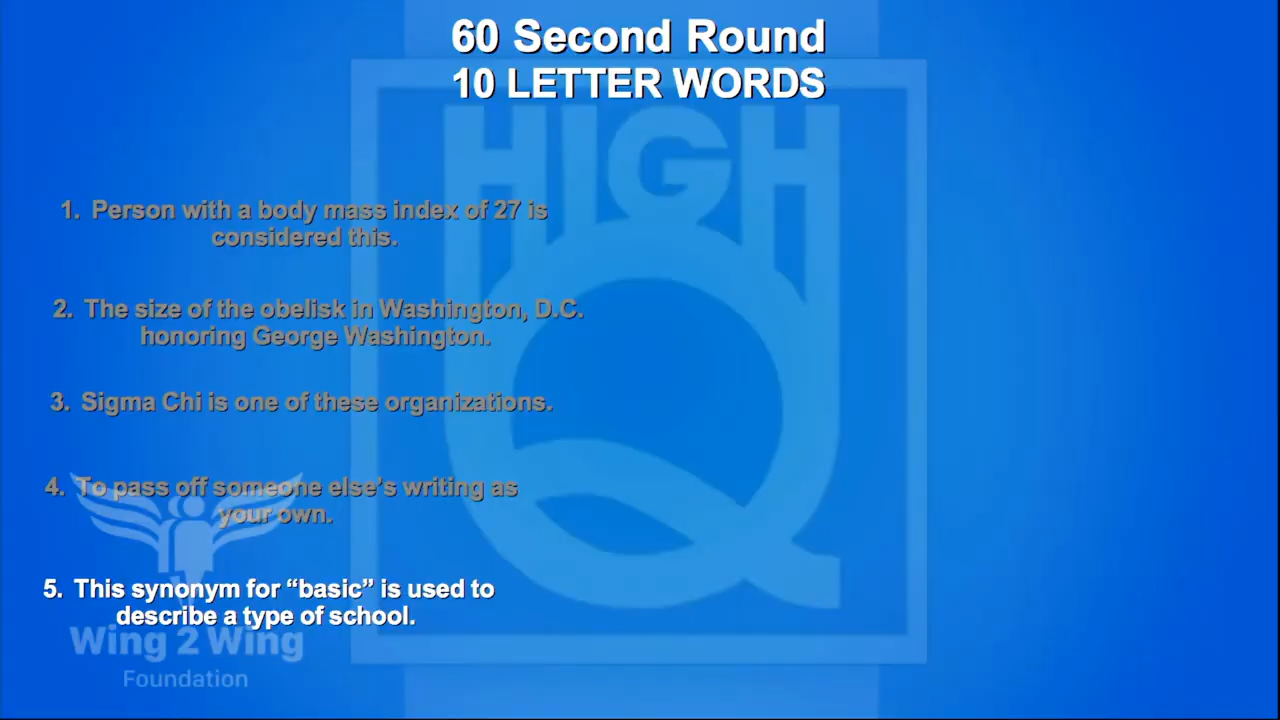 60 Second Round
10 LETTER WORDS
HIGH
Q
1. Person with a body mass index of 27 is
considered this.
2. The size of the obelisk in Washington, D.C.
honoring George Washington.
3. Sigma Chi is one of these organizations.
4. To pass off someone else's writing as
your own.
5. This synonym for “basic” is used to
describe a type of school.
Wing 2 Wing
Foundation